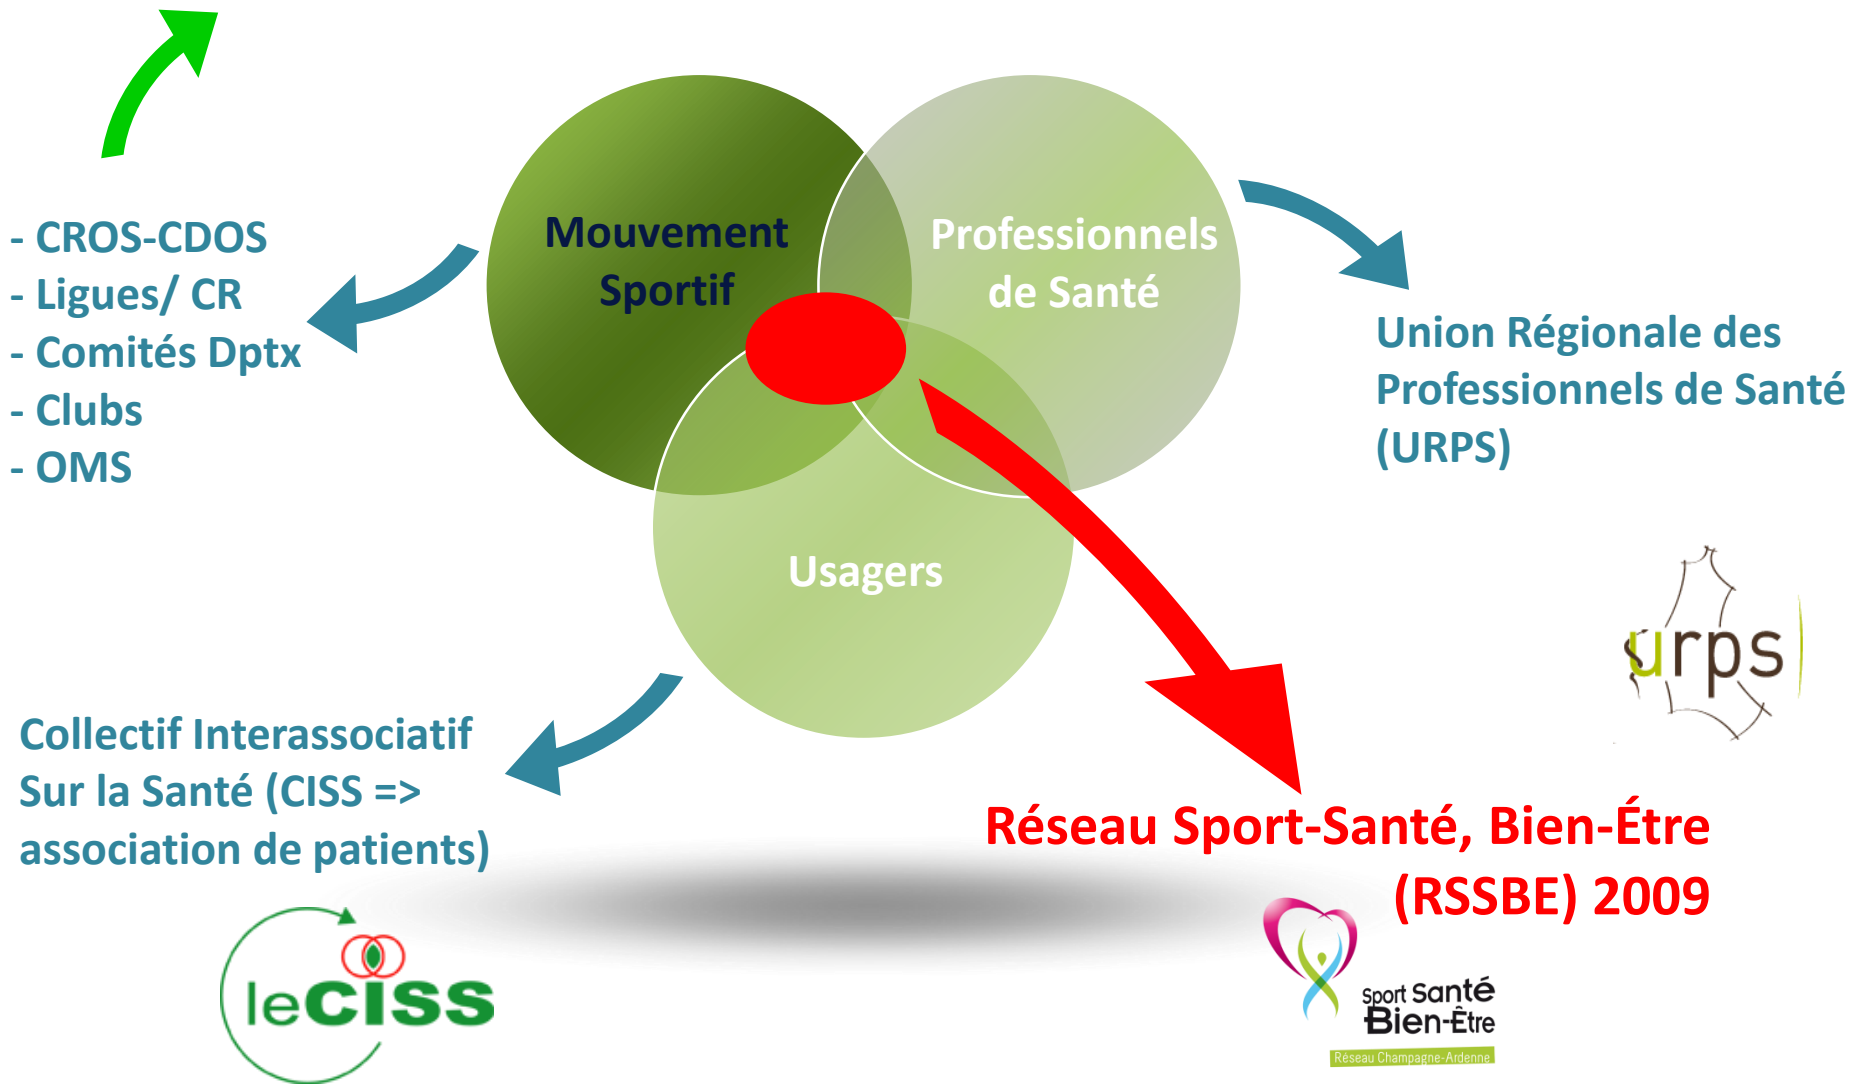 Mouvement
Sportif
Professionnels
de Santé
Usagers
- CROS-CDOS
- Ligues/ CR
- Comités Dptx
- Clubs
- OMS
Union Régionale des
Professionnels de Santé
(URPS)
urps
Collectif Interassociatif
Sur la Santé (CISS =>
association de patients)
leCISS
Réseau Sport-Santé, Bien-Être
(RSSBE) 2009
Sport Santé
Bien-Être
Réseau Champagne-Ardenne